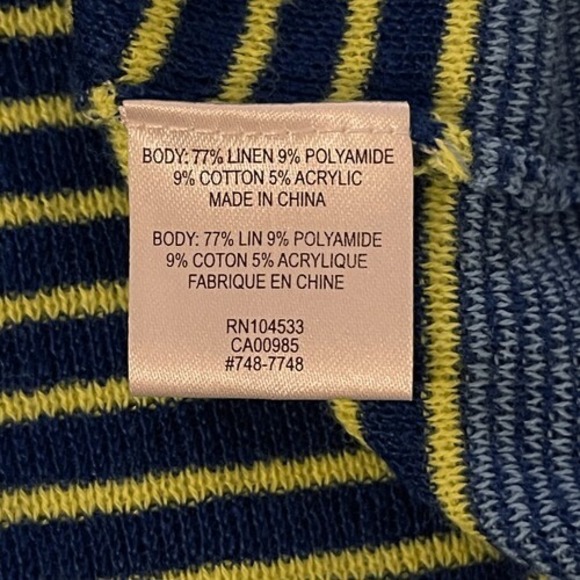 BODY: 77% LINEN 9% POLYAMIDE
9% COTTON 5% ACRYLIC
MADE IN CHINA
BODY: 77% LIN 9% POLYAMIDE
9% COTON 5% ACRYLIQUE
FABRIQUE EN CHINE
RN104533
CA00985
#748-7748